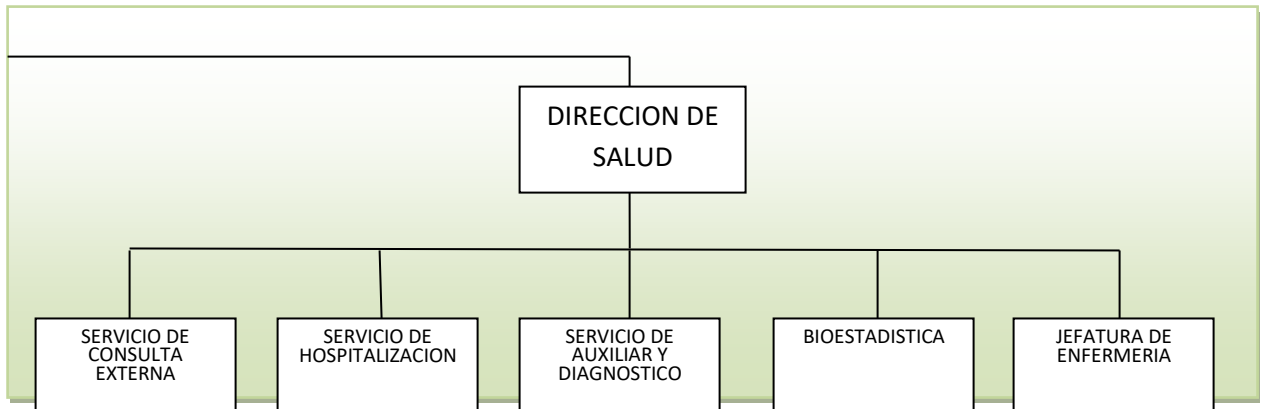 DIRECCION DE
SALUD
SERVICIO DE
CONSULTA
EXTERNA
SERVICIO DE
HOSPITALIZACION
SERVICIO DE
AUXILIAR Y
DIAGNOSTICO
BIOESTADISTICA
JEFATURA DE
ENFERMERIA